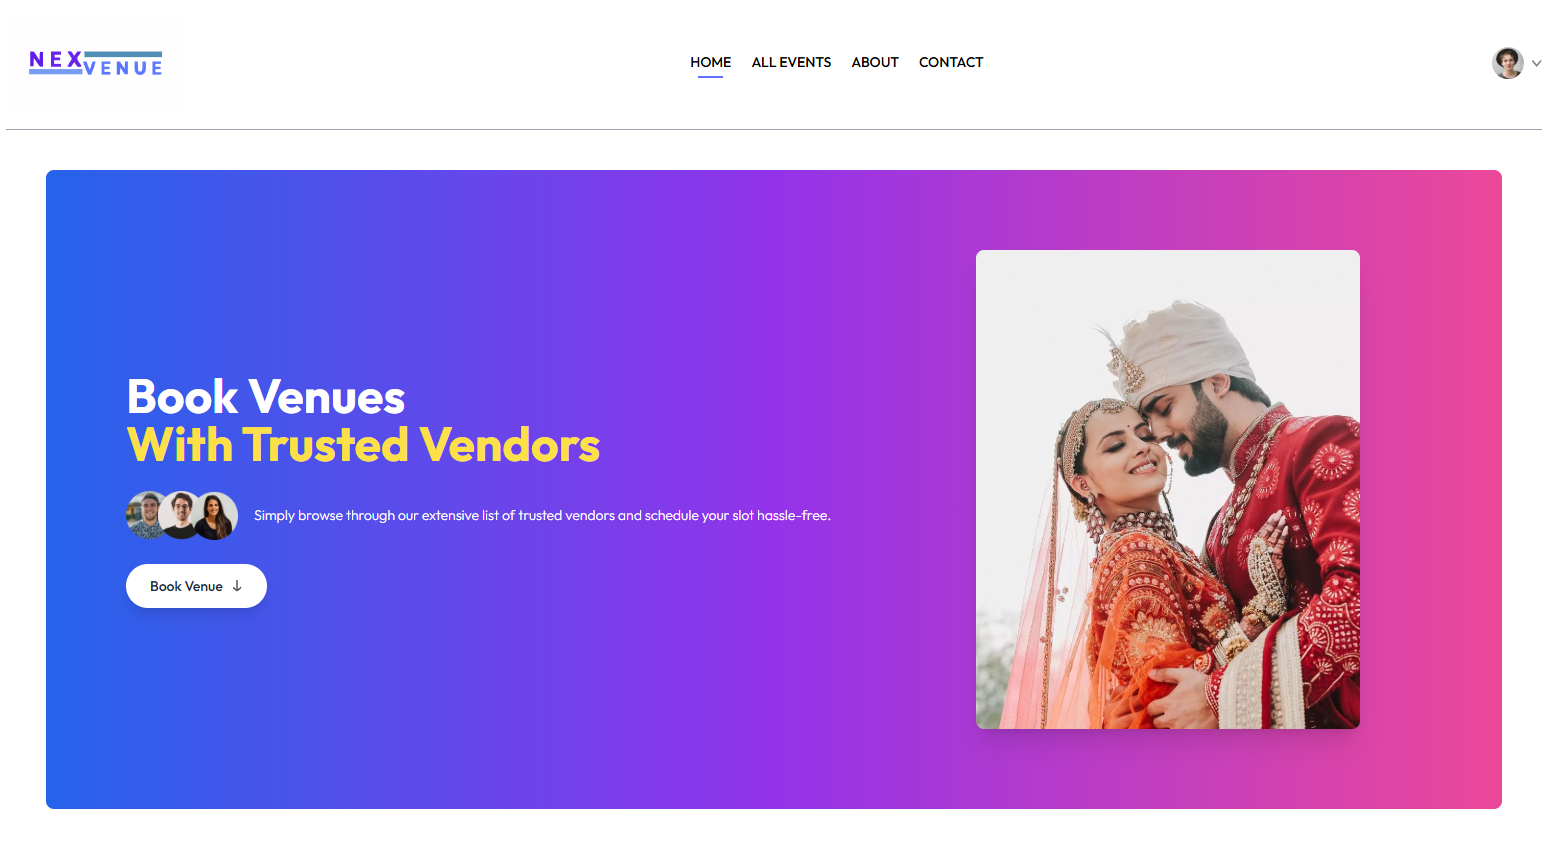 NEXVENUE
HOME ALL EVENTS ABOUT CONTACT
Book Venues
With Trusted Vendors
Simply browse through our extensive list of trusted vendors and schedule your slot hassle-free.
Book Venue ↓